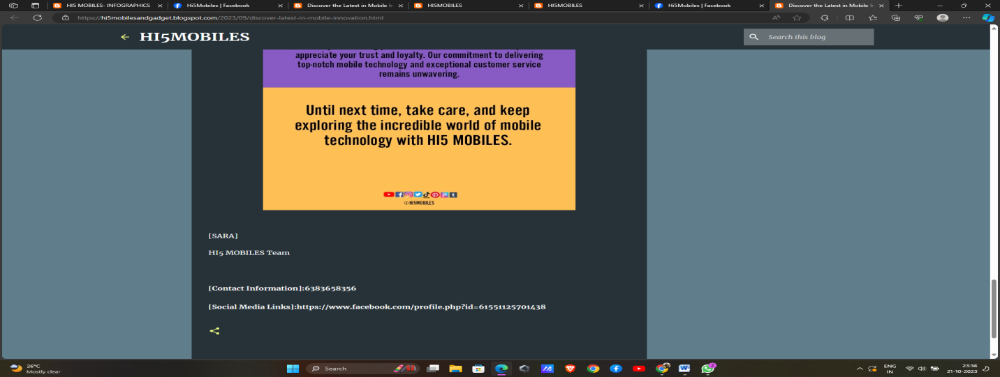 HI5 MOBILES- INFOGRAPHICS
Hi5Mobiles | Facebook
Discover the Latest in Mobile In
HI5MOBILES
HI5MOBILES
Hi5Mobiles | Facebook
Discover the Latest in Mobile In
https://hi5mobilesandgadget.blogspot.com/2023/09/discover-latest-in-mobile-innovation.html
HI5MOBILES
Search this blog
appreciate your trust and loyalty. Our commitment to delivering
top-notch mobile technology and exceptional customer service
remains unwavering.
Until next time, take care, and keep
exploring the incredible world of mobile
technology with HI5 MOBILES.
HI5MOBILES
[SARA]
HI5 MOBILES Team
[Contact Information]:6383658356
[Social Media Links]:https://www.facebook.com/profile.php?id=61551125701438
26°C
Mostly clear
Search
ENG
IN
23:36
21-10-2023